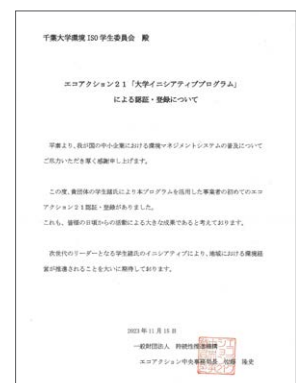 千葉大学環境 ISO 学生委員会　殿
エコアクション２１「大学イニシアティブプログラム」
による認証・登録について
平素より、我が国の中小企業における環境マネジメントシステムの普及について
ご尽力いただき厚く感謝申し上げます。
この度、貴団体の学生諸氏により本プログラムを活用した事業者の初めてのエコ
アクション２１認証・登録がありました。
これも、皆様の日頃からの活動による大きな成果であると考えております。
次世代のリーダーとなる学生諸氏のイニシアティブにより、地域における環境経
営が推進されることを大いに期待しております。
2023 年 11 月 15 日
一般財団法人　持続性推進機構
エコアクション中央事務局長